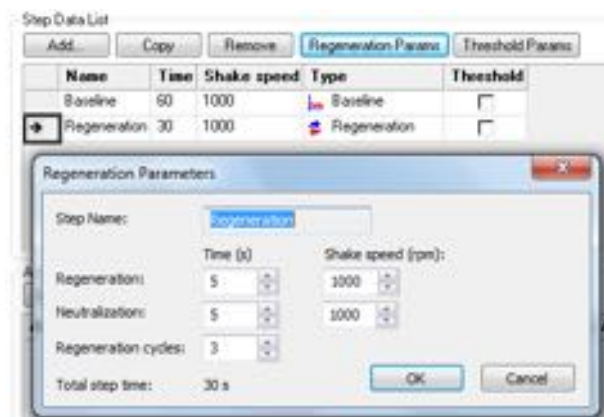 Step Data List
Add... Copy Remove Regeneration Params Threshold Params
Name Time Shake speed Type Threshold
Baseline 60 1000 Baseline
Regeneration 30 1000 Regeneration
Regeneration Parameters
Step Name: Regeneration
Time (s) Shake speed (rpm):
Regeneration: 5 1000
Neutralization: 5 1000
Regeneration cycles: 3
Total step time: 30 s
OK Cancel